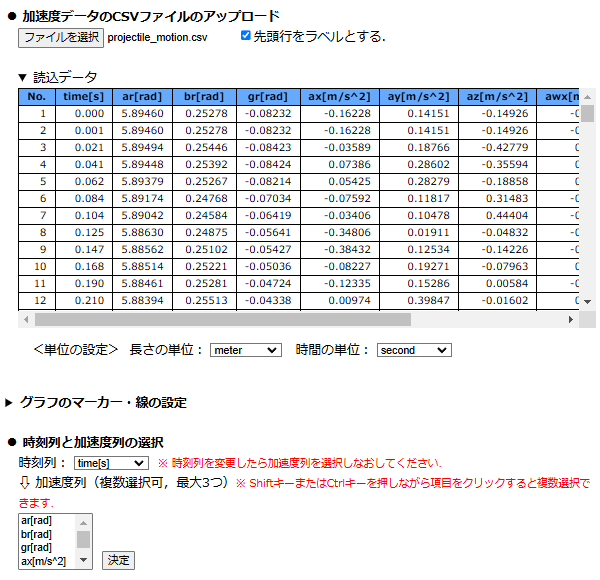 ● 加速度データのCSVファイルのアップロード
ファイルを選択 projectile_motion.csv 先頭行をラベルとする.
▼ 読込データ
No. time[s] ar[rad] br[rad] gr[rad] ax[m/s^2] ay[m/s^2] az[m/s^2] awx[m
1 0.000 5.89460 0.25278 -0.08232 -0.16228 0.14151 -0.14926 -0
2 0.001 5.89460 0.25278 -0.08232 -0.16228 0.14151 -0.14926 -0
3 0.021 5.89494 0.25446 -0.08423 -0.03589 0.18766 -0.42779 0
4 0.041 5.89448 0.25392 -0.08424 0.07386 0.28602 -0.35594 0
5 0.062 5.89379 0.25267 -0.08214 0.05425 0.28279 -0.18858 0
6 0.084 5.89174 0.24768 -0.07034 -0.07592 0.11817 0.31483 -0
7 0.104 5.89042 0.24584 -0.06419 -0.03406 0.10478 0.44404 -0
8 0.125 5.88630 0.24875 -0.05641 -0.34806 0.01911 -0.04832 -0
9 0.147 5.88562 0.25102 -0.05427 -0.38432 0.12534 -0.14226 -0
10 0.168 5.88514 0.25221 -0.05036 -0.08227 0.19271 -0.07963 0
11 0.190 5.88461 0.25281 -0.04724 -0.12335 0.15286 0.00584 -0
12 0.210 5.88394 0.25513 -0.04338 0.00974 0.39847 -0.01602 0
＜単位の設定＞ 長さの単位： meter 時間の単位： second
▶ グラフのマーカー・線の設定
● 時刻列と加速度列の選択
時刻列： time[s] ※ 時刻列を変更したら加速度列を選択しなおしてください.
⇩ 加速度列（複数選択可，最大3つ）※ ShiftキーまたはCtrlキーを押しながら項目をクリックすると複数選択で
きます.
ar[rad]
br[rad]
gr[rad]
ax[m/s^2] 決定